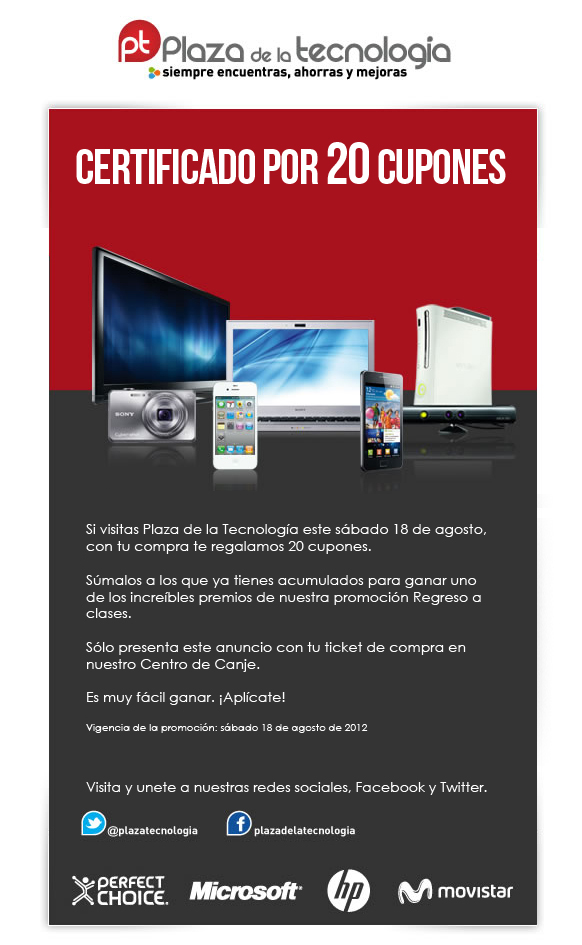 pt Plaza de la tecnología
siempre encuentras, ahorras y mejoras
CERTIFICADO POR 20 CUPONES
SONY
Si visitas Plaza de la Tecnología este sábado 18 de agosto,
con tu compra te regalamos 20 cupones.
Súmalos a los que ya tienes acumulados para ganar uno
de los increíbles premios de nuestra promoción Regreso a
clases.
Sólo presenta este anuncio con tu ticket de compra en
nuestro Centro de Canje.
Es muy fácil ganar. ¡Aplícate!
Vigencia de la promoción: sábado 18 de agosto de 2012
Visita y unete a nuestras redes sociales, Facebook y Twitter.
@plazatecnologia
f plazadelatecnologia
PERFECT
CHOICE.
Microsoft
hp
movistar